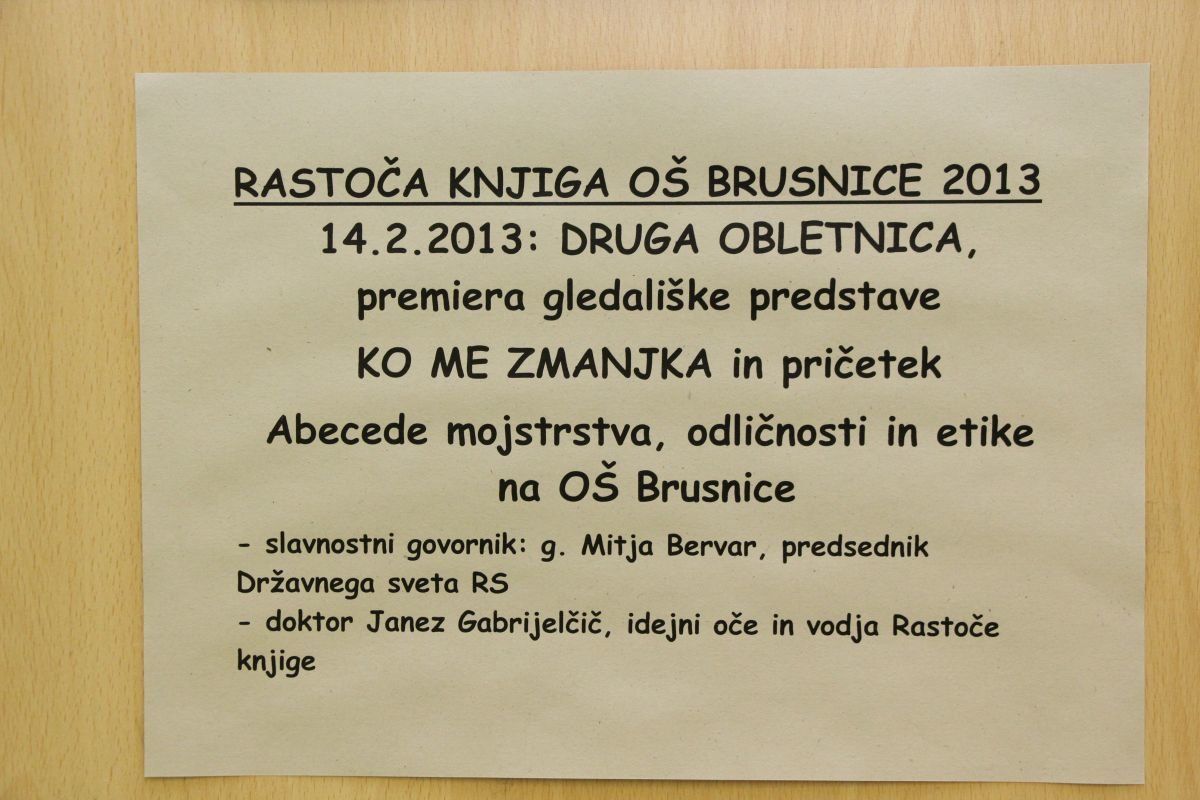 RASTOČA KNJIGA OŠ BRUSNICE 2013
14.2.2013: DRUGA OBLETNICA,
premiera gledališke predstave
KO ME ZMANJKA in pričetek
Abecede mojstrstva, odličnosti in etike
na OŠ Brusnice
- slavnostni govornik: g. Mitja Bervar, predsednik
Državnega sveta RS
- doktor Janez Gabrijelčič, idejni oče in vodja Rastoče
knjige